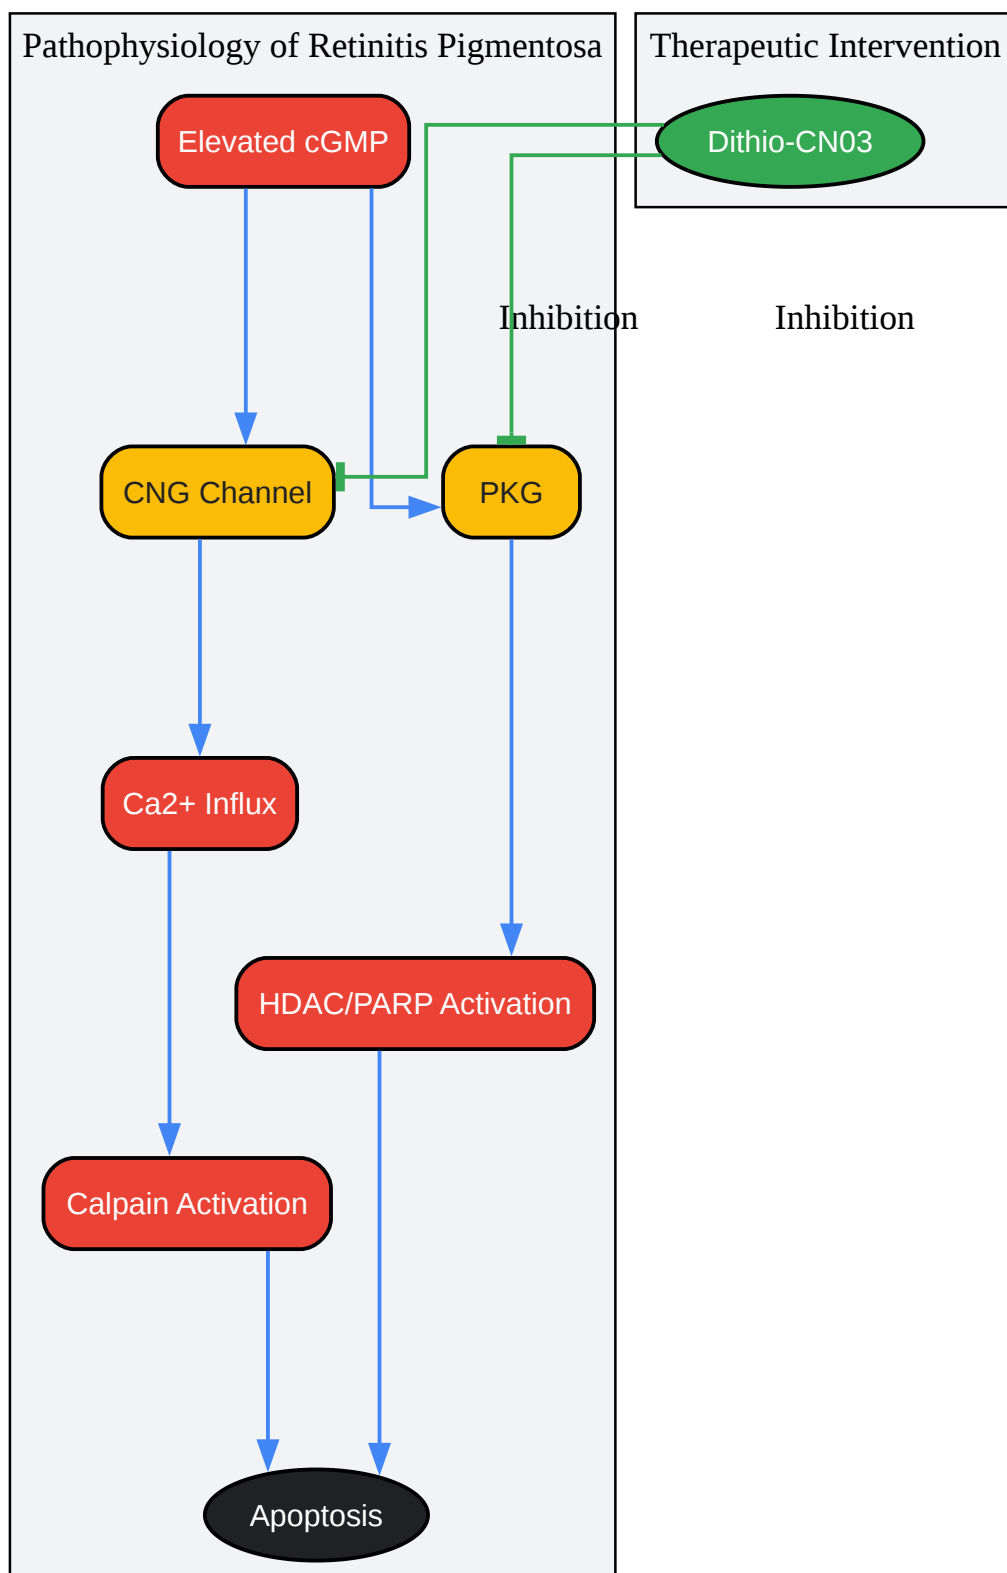 Pathophysiology of Retinitis Pigmentosa
Therapeutic Intervention
Elevated cGMP
Dithio-CN03
Inhibition
Inhibition
CNG Channel
PKG
Ca2+ Influx
HDAC/PARP Activation
Calpain Activation
Apoptosis